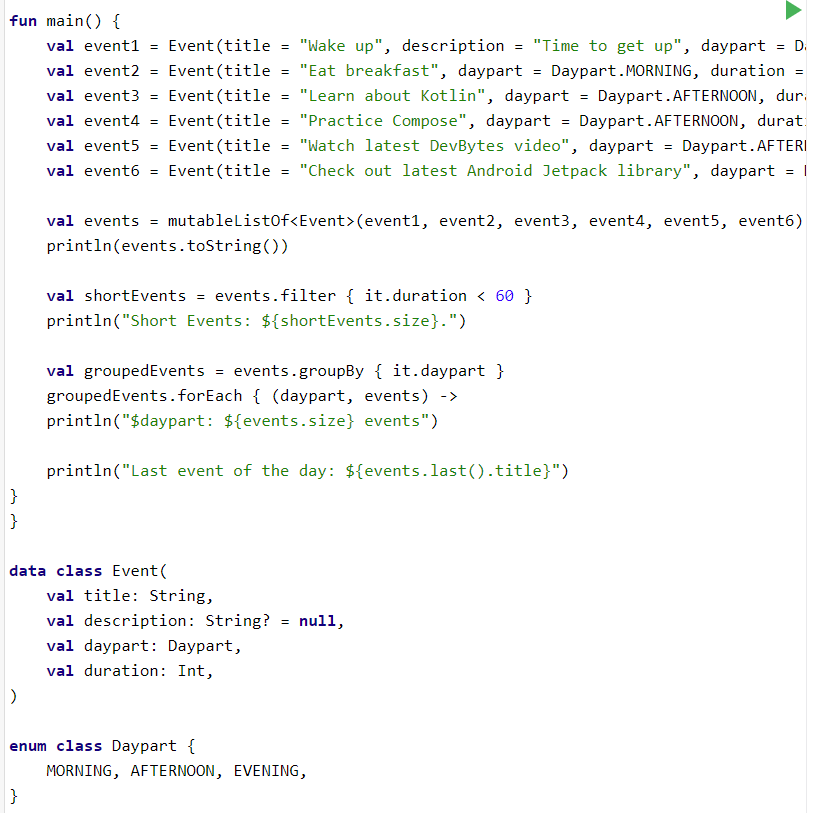 fun main() {
    val event1 = Event(title = "Wake up", description = "Time to get up", daypart =
    val event2 = Event(title = "Eat breakfast", daypart = Daypart.MORNING, duration =
    val event3 = Event(title = "Learn about Kotlin", daypart = Daypart.AFTERNOON,
    val event4 = Event(title = "Practice Compose", daypart = Daypart.AFTERNOON,
    val event5 = Event(title = "Watch latest DevBytes video", daypart =
    val event6 = Event(title = "Check out latest Android Jetpack library", daypart =
    val events = mutableListOf<Event>(event1, event2, event3, event4, event5, event6)
    println(events.toString())
    val shortEvents = events.filter { it.duration < 60 }
    println("Short Events: ${shortEvents.size}.")
    val groupedEvents = events.groupBy { it.daypart }
    groupedEvents.forEach { (daypart, events) ->
    println("$daypart: ${events.size} events")
    println("Last event of the day: ${events.last().title}")
}
}
data class Event(
    val title: String,
    val description: String? = null,
    val daypart: Daypart,
    val duration: Int,
)
enum class Daypart {
    MORNING, AFTERNOON, EVENING,
}